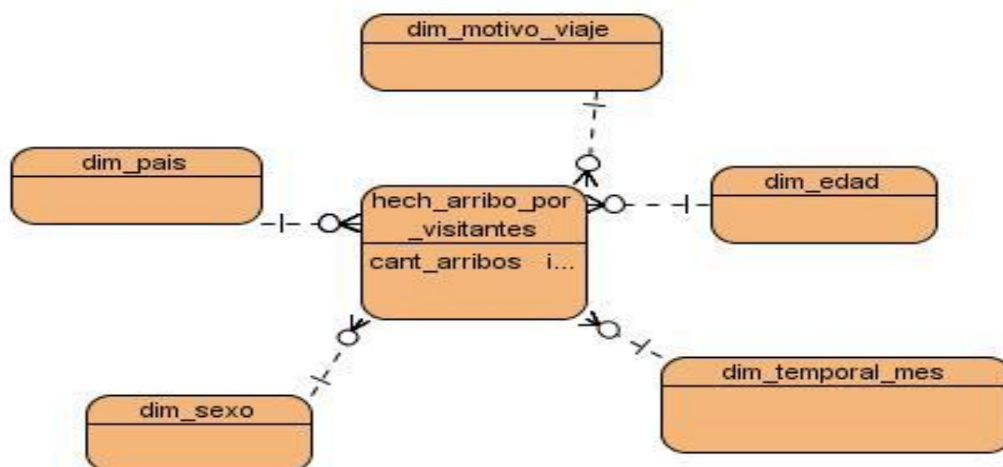 dim_motivo_viaje
dim_pais
dim_edad
hech_arribo_por
_visitantes
cant_arribos i...
dim_temporal_mes
dim_sexo